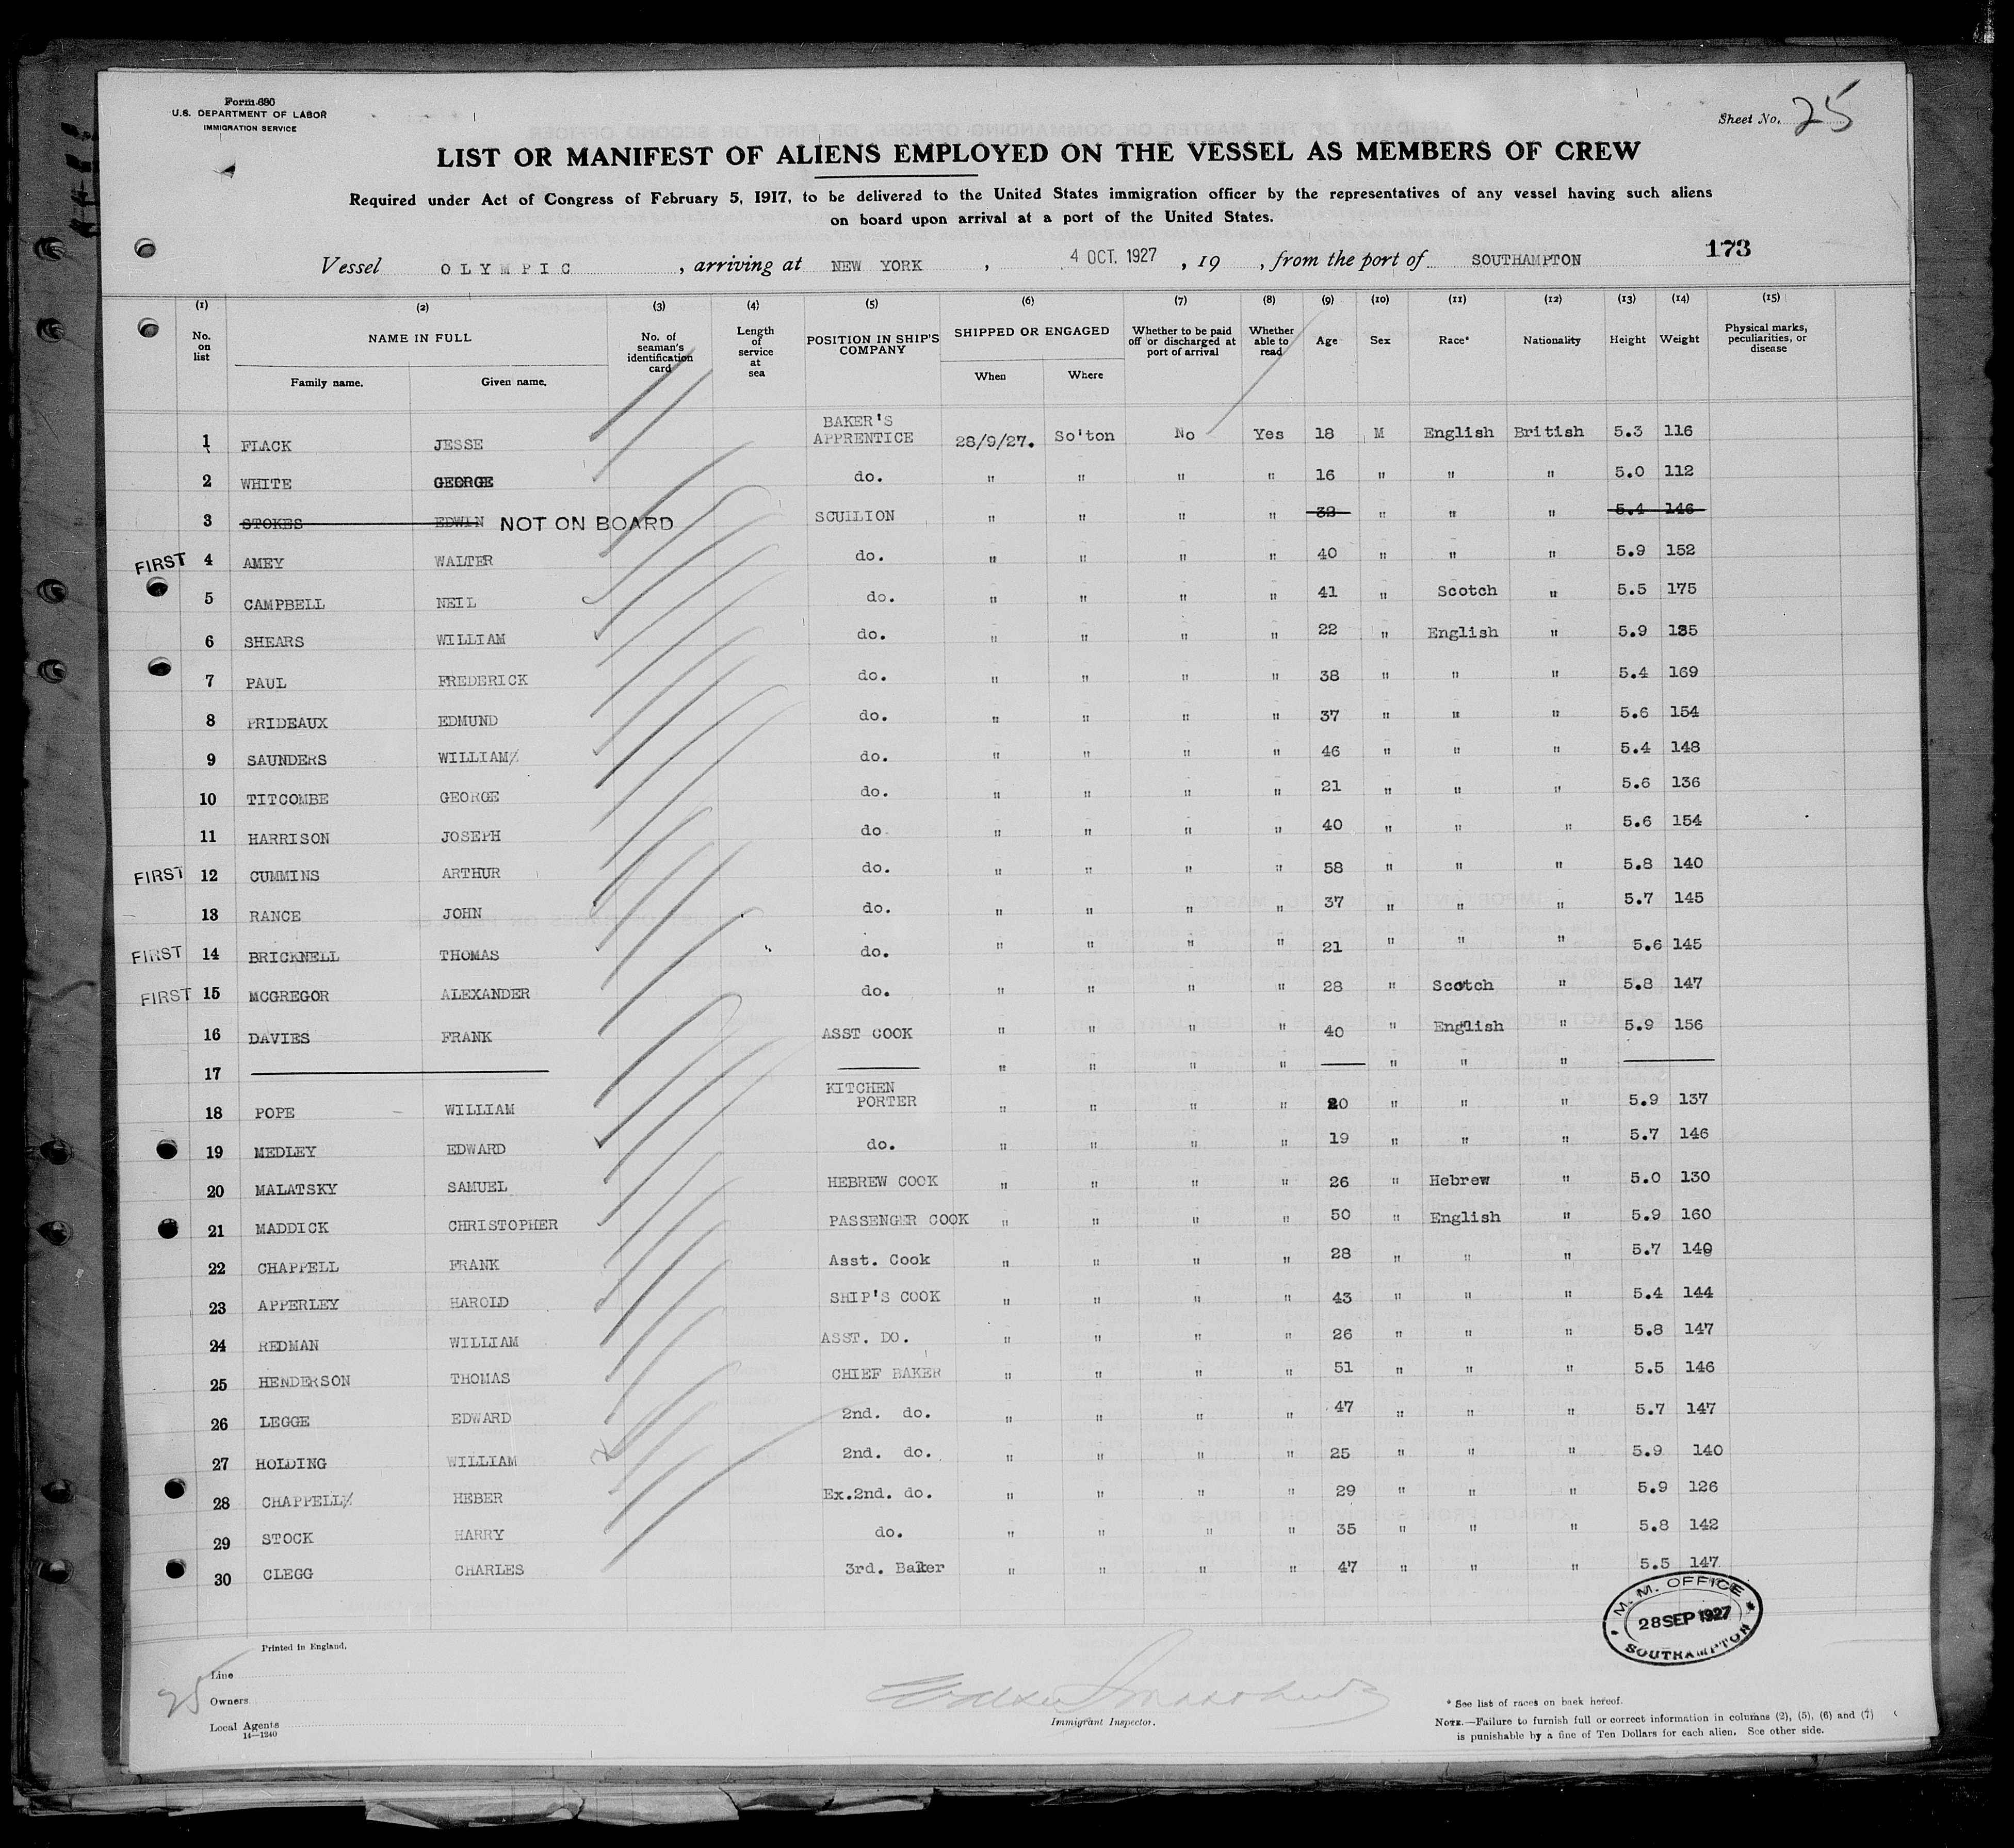 Form 680
U.S. DEPARTMENT OF LABOR
IMMIGRATION SERVICE
Sheet No. 25
LIST OR MANIFEST OF ALIENS EMPLOYED ON THE VESSEL AS MEMBERS OF CREW
Required under Act of Congress of February 5, 1917, to be delivered to the United States immigration officer by the representatives of any vessel having such aliens
on board upon arrival at a port of the United States.
173
Vessel OLYMPIC, arriving at NEW YORK, 4 OCT. 1927, 19 , from the port of SOUTHAMPTON
(1) (2) (3) (4) (5) (6) (7) (8) (9) (10) (11) (12) (13) (14) (15)
No. on list NAME IN FULL Family name. Given name. No. of seaman's identification card Length of service at sea POSITION IN SHIP'S COMPANY SHIPPED OR ENGAGED When Where Whether to be paid off or discharged at port of arrival Whether able to read Age Sex Race* Nationality Height Weight Physical marks, peculiarities, or disease
1 FLACK JESSE BAKER'S APPRENTICE 28/9/27. So'ton No Yes 18 M English British 5.3 116
2 WHITE GEORGE do. " " " " 16 " " " 5.0 112
3 STOKES EDWIN NOT ON BOARD SCUILION " " " " 38 " " " 5.4 146
FIRST 4 AMEY WALTER do. " " " " 40 " " " 5.9 152
5 CAMPBELL NEIL do. " " " " 41 " Scotch " 5.5 175
6 SHEARS WILLIAM do. " " " " 22 " English " 5.9 135
7 PAUL FREDERICK do. " " " " 38 " " " 5.4 169
8 PRIDEAUX EDMUND do. " " " " 37 " " " 5.6 154
9 SAUNDERS WILLIAM do. " " " " 46 " " " 5.4 148
10 TITCOMBE GEORGE do. " " " " 21 " " " 5.6 136
11 HARRISON JOSEPH do " " " " 40 " " " 5.6 154
FIRST 12 CUMMINS ARTHUR do. " " " " 58 " " " 5.8 140
13 RANCE JOHN do. " " " " 37 " " " 5.7 145
FIRST 14 BRICKNELL THOMAS do. " " " " 21 " " " 5.6 145
FIRST 15 MCGREGOR ALEXANDER do. " " " " 28 " Scotch " 5.8 147
16 DAVIES FRANK ASST COOK " " " " 40 " English " 5.9 156
17 " " " " " " "
18 POPE WILLIAM KITCHEN PORTER " " " " 20 " " " 5.9 137
19 MEDLEY EDWARD do. " " " " 19 " " " 5.7 146
20 MALATSKY SAMUEL HEBREW COOK " " " " 26 " Hebrew " 5.0 130
21 MADDICK CHRISTOPHER PASSENGER COOK " " " " 50 " English " 5.9 160
22 CHAPPELL FRANK Asst. Cook " " " " 28 " " " 5.7 140
23 APPERLEY HAROLD SHIP'S COOK " " " " 43 " " " 5.4 144
24 REDMAN WILLIAM ASST. DO. " " " " 26 " " " 5.8 147
25 HENDERSON THOMAS CHIEF BAKER " " " " 51 " " " 5.5 146
26 LEGGE EDWARD 2nd. do. " " " " 47 " " " 5.7 147
27 HOLDING WILLIAM 2nd. do. " " " " 25 " " " 5.9 140
28 CHAPPELL HEBER Ex.2nd. do. " " " " 29 " " " 5.9 126
29 STOCK HARRY do. " " " " 35 " " " 5.8 142
30 CLEGG CHARLES 3rd. Baker " " " " 47 " " " 5.5 147
M. M. OFFICE
28 SEP 1927
SOUTHAMPTON
Printed in England.
Line
25
Owners
Local Agents
14—1240
Immigrant Inspector.
* See list of races on back hereof.
NOTE.—Failure to furnish full or correct information in columns (2), (5), (6) and (7)
is punishable by a fine of Ten Dollars for each alien. See other side.